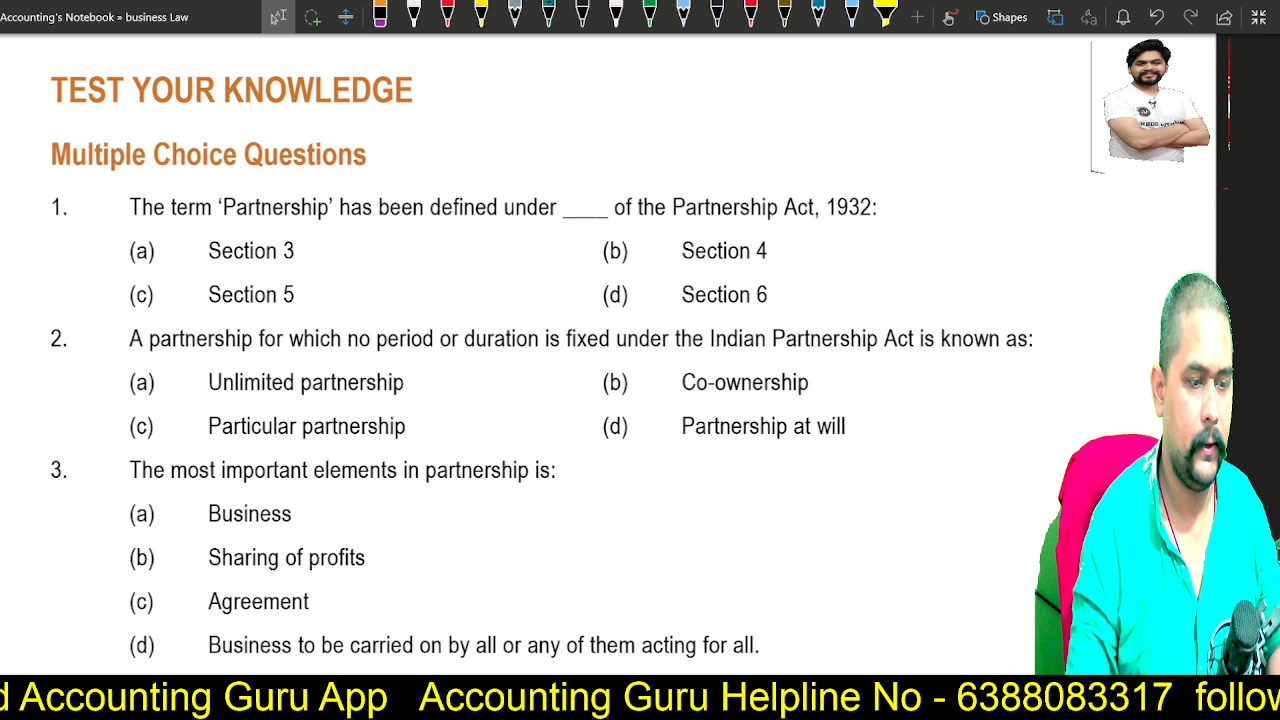 Accounting's Notebook » business Law
Shapes
TEST YOUR KNOWLEDGE
Multiple Choice Questions
1. The term ‘Partnership’ has been defined under ____ of the Partnership Act, 1932:
(a) Section 3 (b) Section 4
(c) Section 5 (d) Section 6
2. A partnership for which no period or duration is fixed under the Indian Partnership Act is known as:
(a) Unlimited partnership (b) Co-ownership
(c) Particular partnership (d) Partnership at will
3. The most important elements in partnership is:
(a) Business
(b) Sharing of profits
(c) Agreement
(d) Business to be carried on by all or any of them acting for all.
d Accounting Guru App Accounting Guru Helpline No - 6388083317 follow